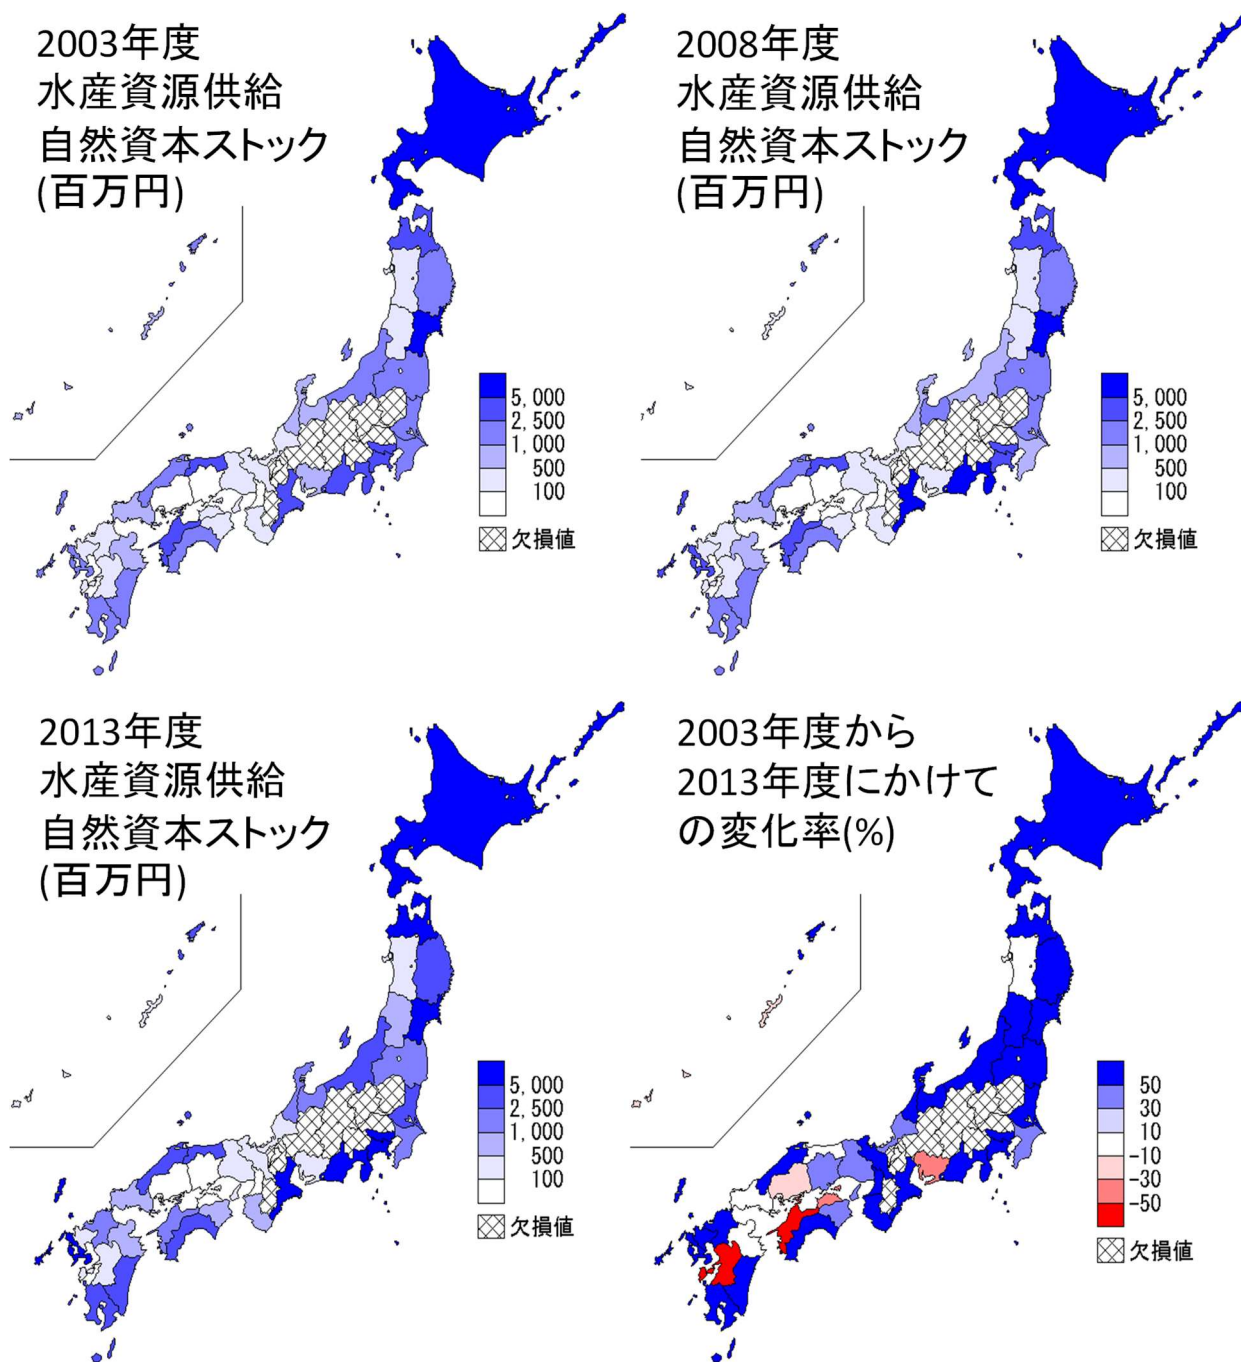 2003年度
水産資源供給
自然資本ストック
(百万円)
5,000
2,500
1,000
500
100
欠損値
2008年度
水産資源供給
自然資本ストック
(百万円)
5,000
2,500
1,000
500
100
欠損値
2013年度
水産資源供給
自然資本ストック
(百万円)
5,000
2,500
1,000
500
100
欠損値
2003年度から
2013年度にかけて
の変化率(%)
50
30
10
-10
-30
-50
欠損値